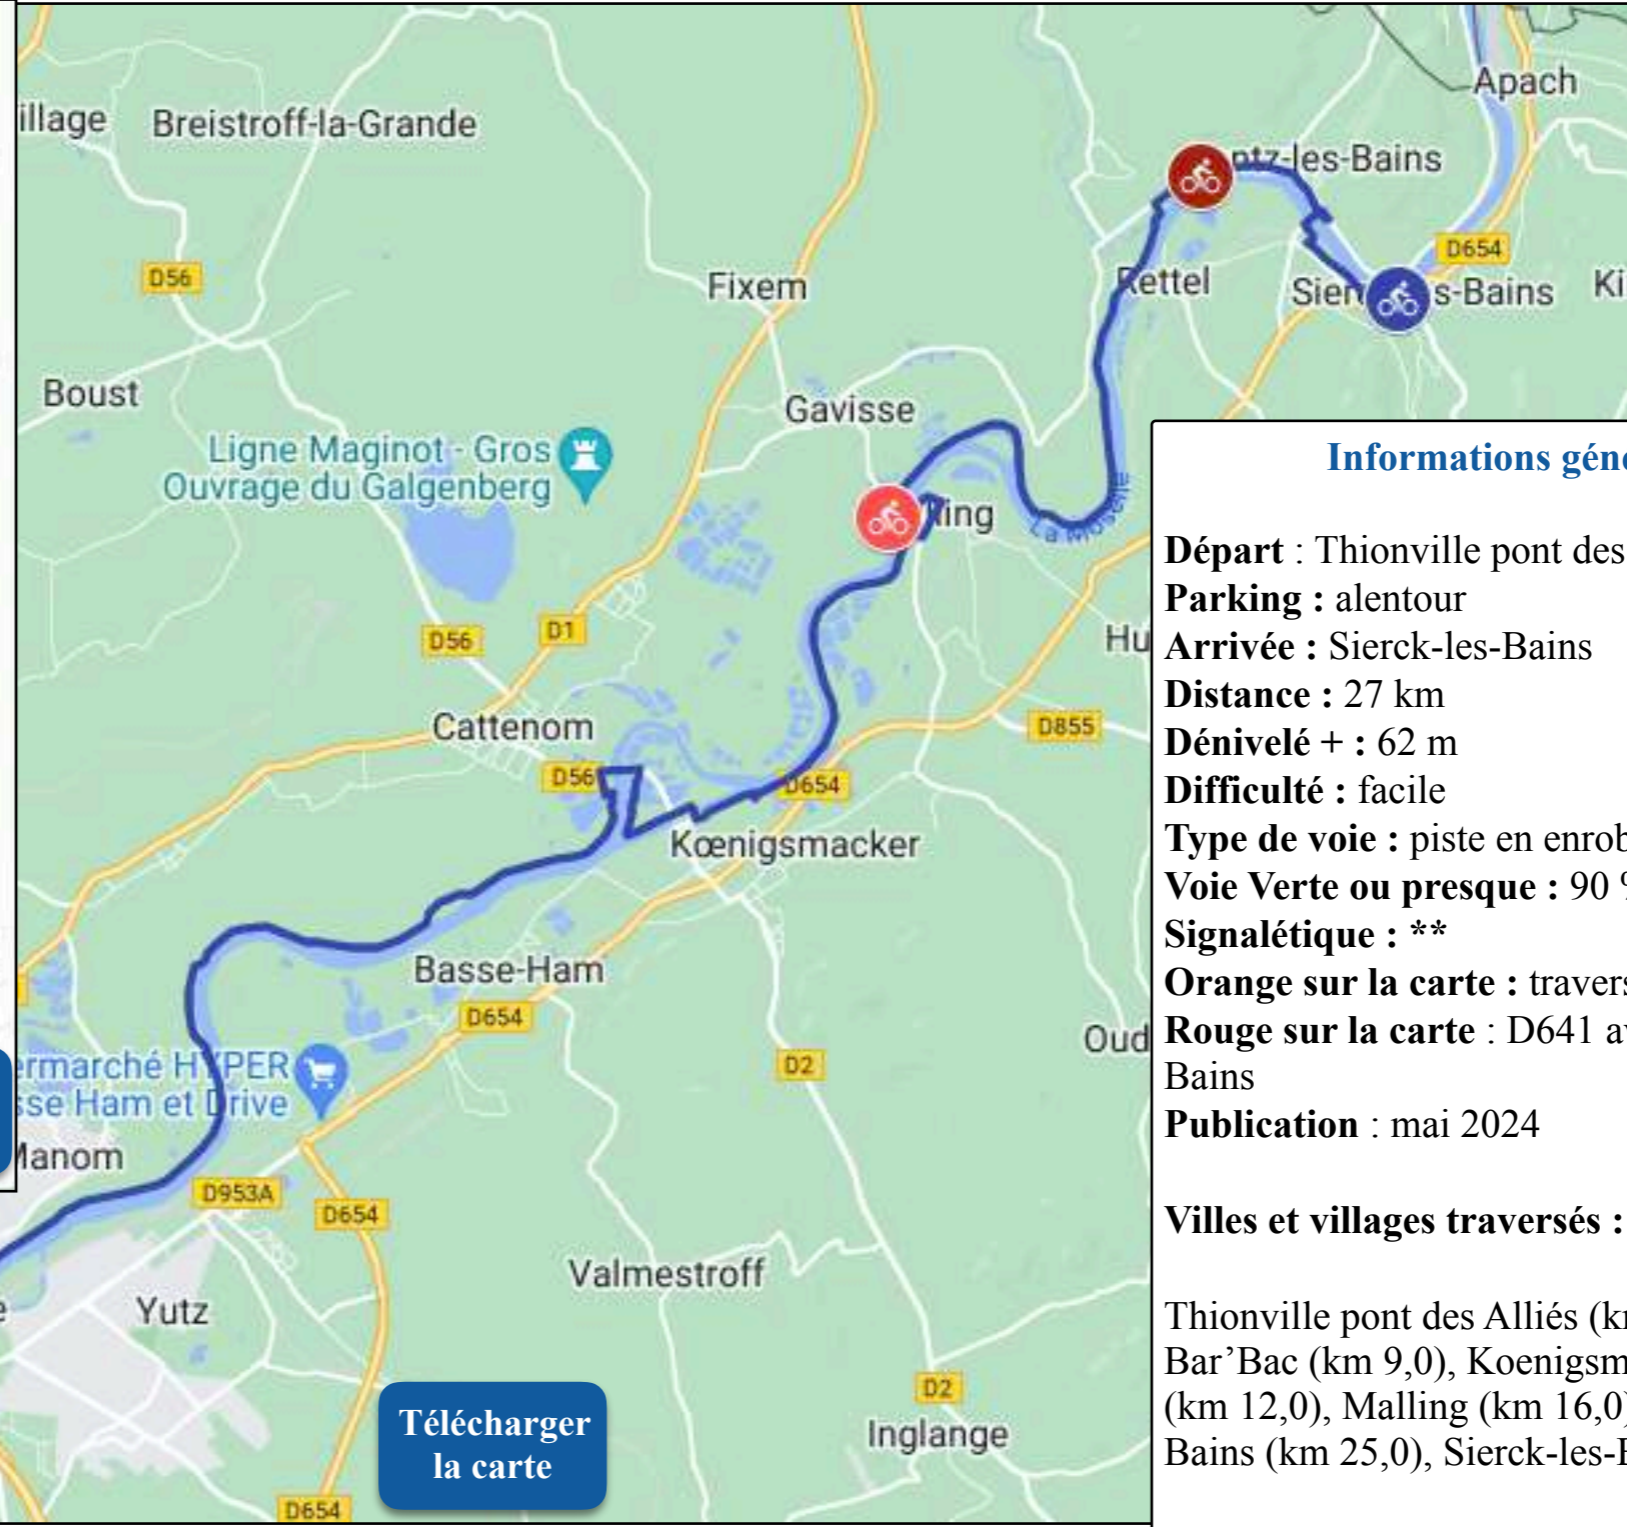 Apach
illage
Breistroff-la-Grande
ntz-les-Bains
D654
D56
Fixem
Rettel
s-Bains
Ki
Boust
Gavisse
Ligne Maginot - Gros
Ouvrage du Galgenberg
ing
La Moselle
D56
D1
Hu
Cattenom
D855
D56
D654
Kœnigsmacker
Basse-Ham
D654
Oud
ermarché HYPER
sse Ham et Drive
D2
Manom
D953A
D654
Valmestroff
Yutz
D2
Inglange
D654
Télécharger
la carte
Informations géné
Départ : Thionville pont des
Parking : alentour
Arrivée : Sierck-les-Bains
Distance : 27 km
Dénivelé + : 62 m
Difficulté : facile
Type de voie : piste en enrob
Voie Verte ou presque : 90 %
Signalétique : **
Orange sur la carte : travers
Rouge sur la carte : D641 av
Bains
Publication : mai 2024
Villes et villages traversés :
Thionville pont des Alliés (km
Bar’Bac (km 9,0), Koenigsm
(km 12,0), Malling (km 16,0)
Bains (km 25,0), Sierck-les-B